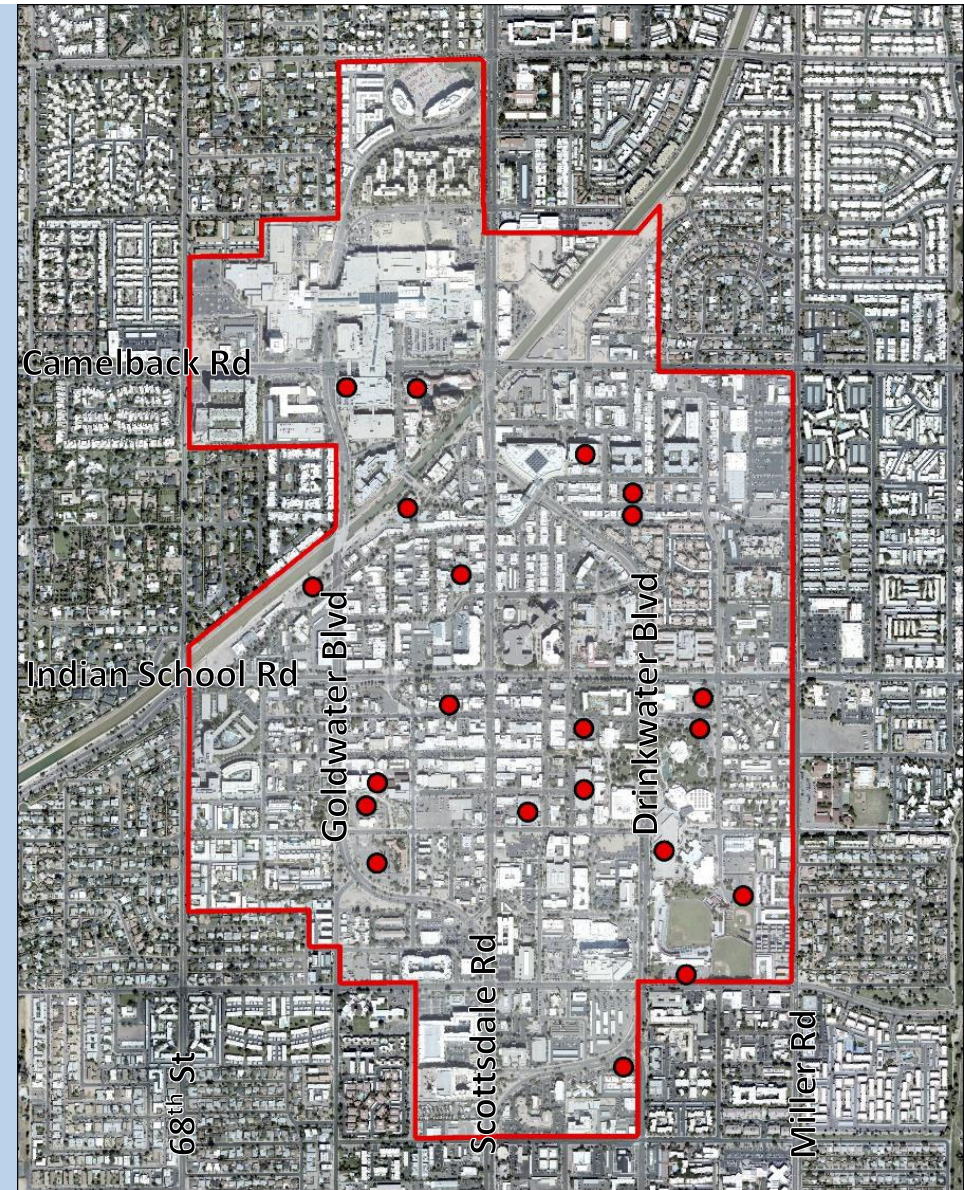 Camelback Rd
Goldwater Blvd
Drinkwater Blvd
Indian School Rd
Scottsdale Rd
68th St
Miller Rd